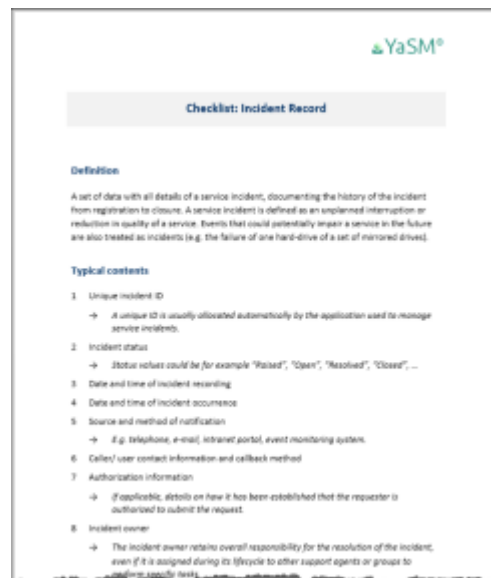 YaSM®
Checklist: Incident Record
Definition
A set of data with all details of a service incident, documenting the history of the incident
from registration to closure. A service incident is defined as an unplanned interruption or
reduction in quality of a service. Events that could potentially impair a service in the future
are also treated as incidents (e.g. the failure of one hard-drive of a set of mirrored drives).
Typical contents
1 Unique incident ID
→ A unique ID is usually allocated automatically by the application used to manage
service incidents.
2 Incident status
→ Status values could be for example "Raised", "Open", "Resolved", "Closed", ...
3 Date and time of incident recording
4 Date and time of incident occurrence
5 Source and method of notification
→ E.g. telephone, e-mail, intranet portal, event monitoring system.
6 Caller/ user contact information and callback method
7 Authorization information
→ If applicable, details on how it has been established that the requestor is
authorized to submit the request.
8 Incident owner
→ The incident owner retains overall responsibility for the resolution of the incident,
even if it is assigned during its lifecycle to other support agents or groups to
perform specific tasks